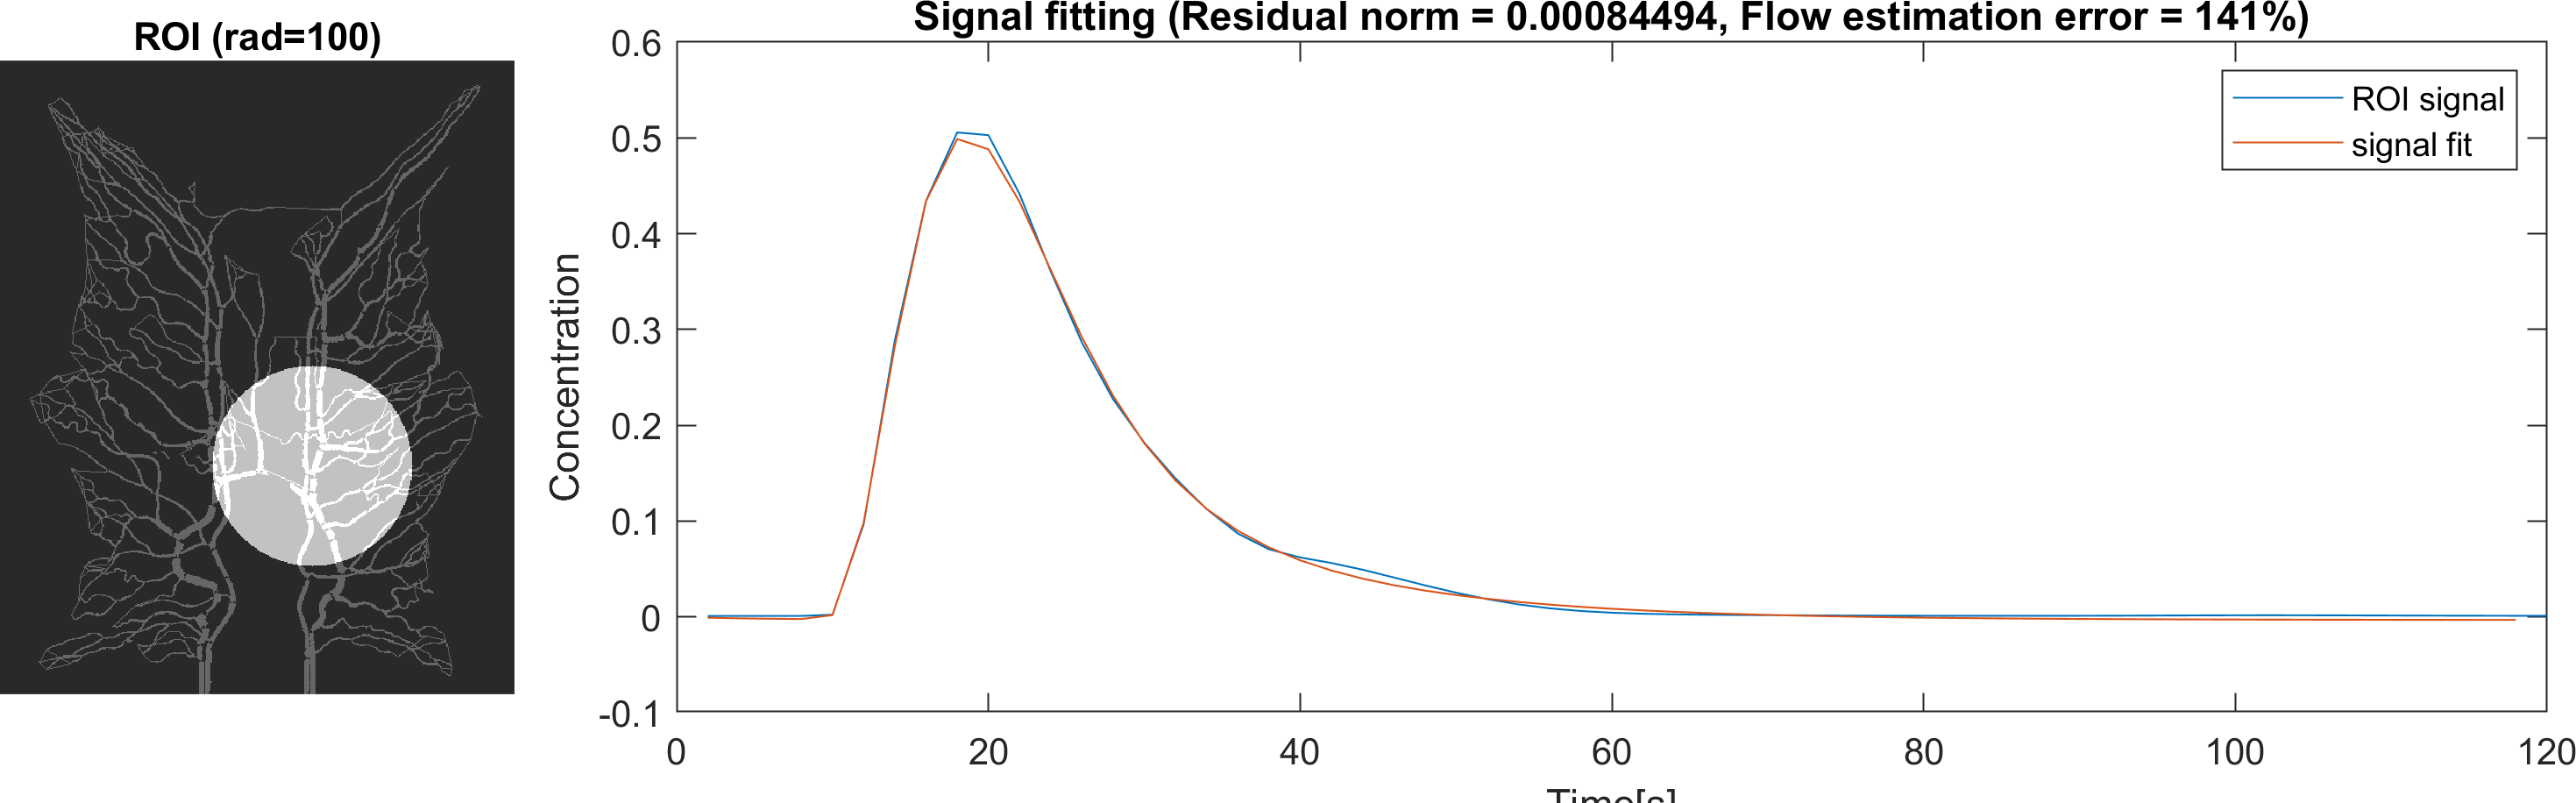 ROI (rad=100)
Signal fitting (Residual norm = 0.00084494, Flow estimation error = 141%)
0.6
0.5
0.4
0.3
0.2
0.1
0
-0.1
Concentration
ROI signal
signal fit
0 20 40 60 80 100 120
Time[s]